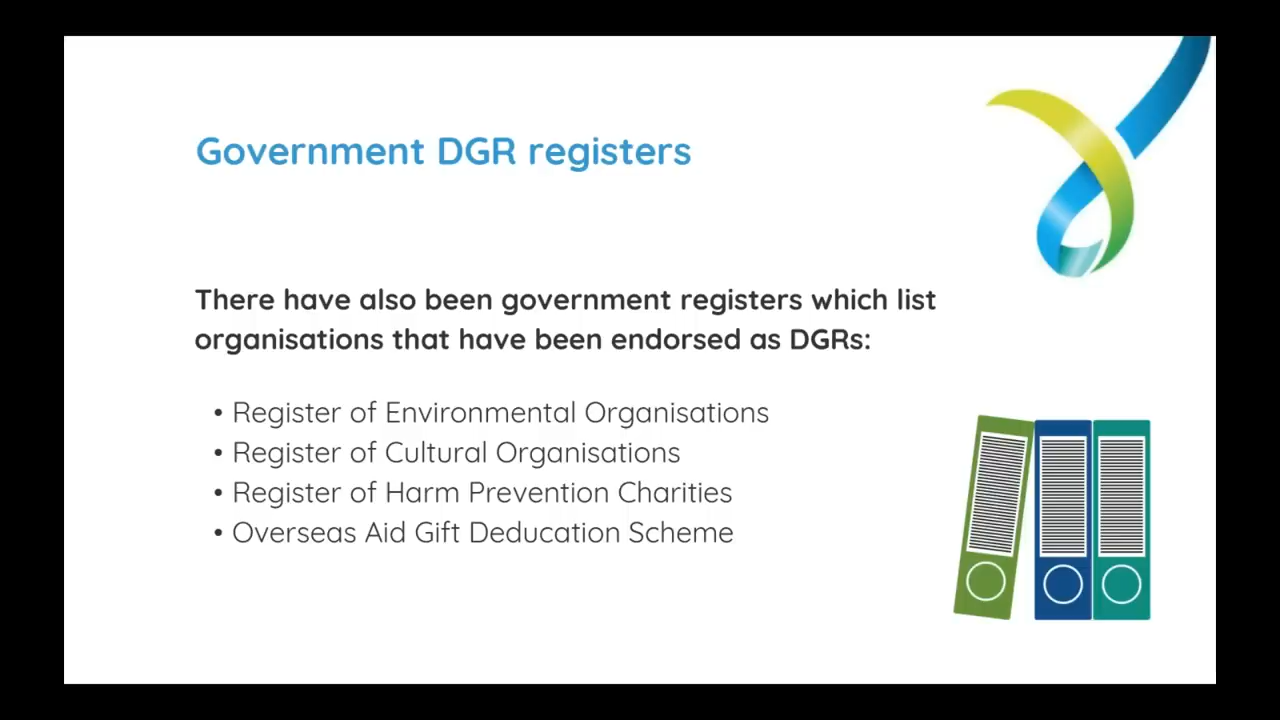 Government DGR registers
There have also been government registers which list
organisations that have been endorsed as DGRs:
• Register of Environmental Organisations
• Register of Cultural Organisations
• Register of Harm Prevention Charities
• Overseas Aid Gift Deducation Scheme